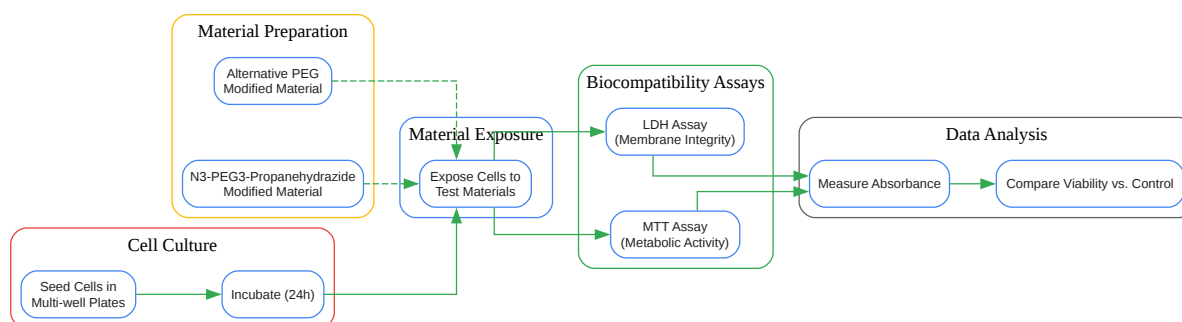 Material Preparation
Alternative PEG
Modified Material
N3-PEG3-Propanehydrazide
Modified Material
Cell Culture
Seed Cells in
Multi-well Plates
Incubate (24h)
Material Exposure
Expose Cells to
Test Materials
Biocompatibility Assays
LDH Assay
(Membrane Integrity)
MTT Assay
(Metabolic Activity)
Data Analysis
Measure Absorbance
Compare Viability vs. Control